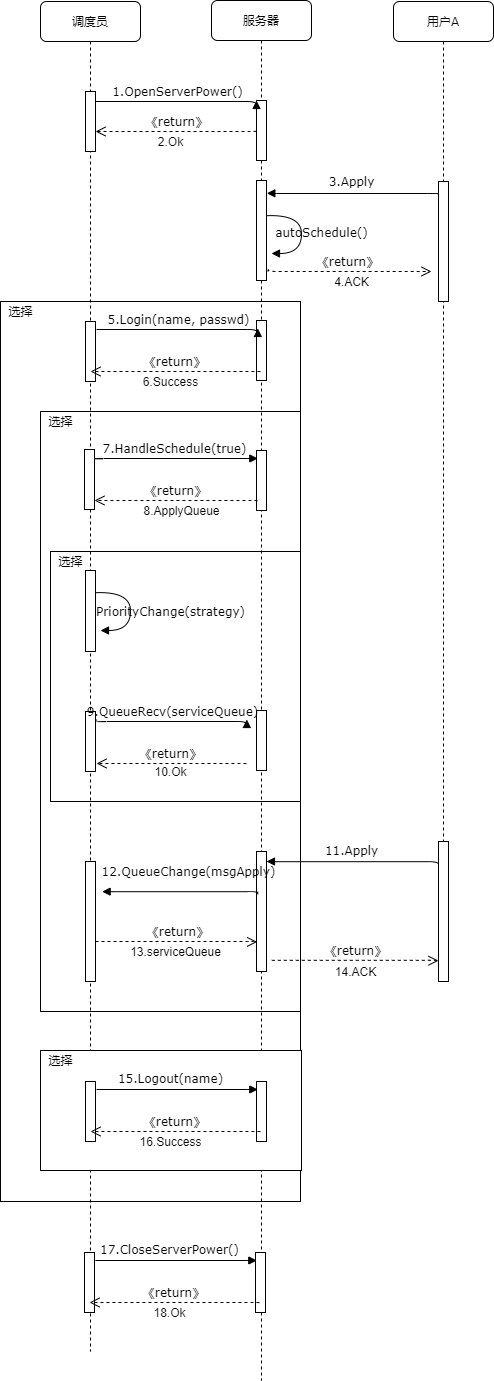 调度员
服务器
用户A
1.OpenServerPower()
《return》
2.Ok
3.Apply
autoSchedule()
《return》
4.ACK
选择
5.Login(name, passwd)
《return》
6.Success
选择
7.HandleSchedule(true)
《return》
8.ApplyQueue
选择
PriorityChange(strategy)
9.QueueRecv(serviceQueue)
《return》
10.Ok
11.Apply
12.QueueChange(msgApply)
《return》
13.serviceQueue
《return》
14.ACK
选择
15.Logout(name)
《return》
16.Success
17.CloseServerPower()
《return》
18.Ok